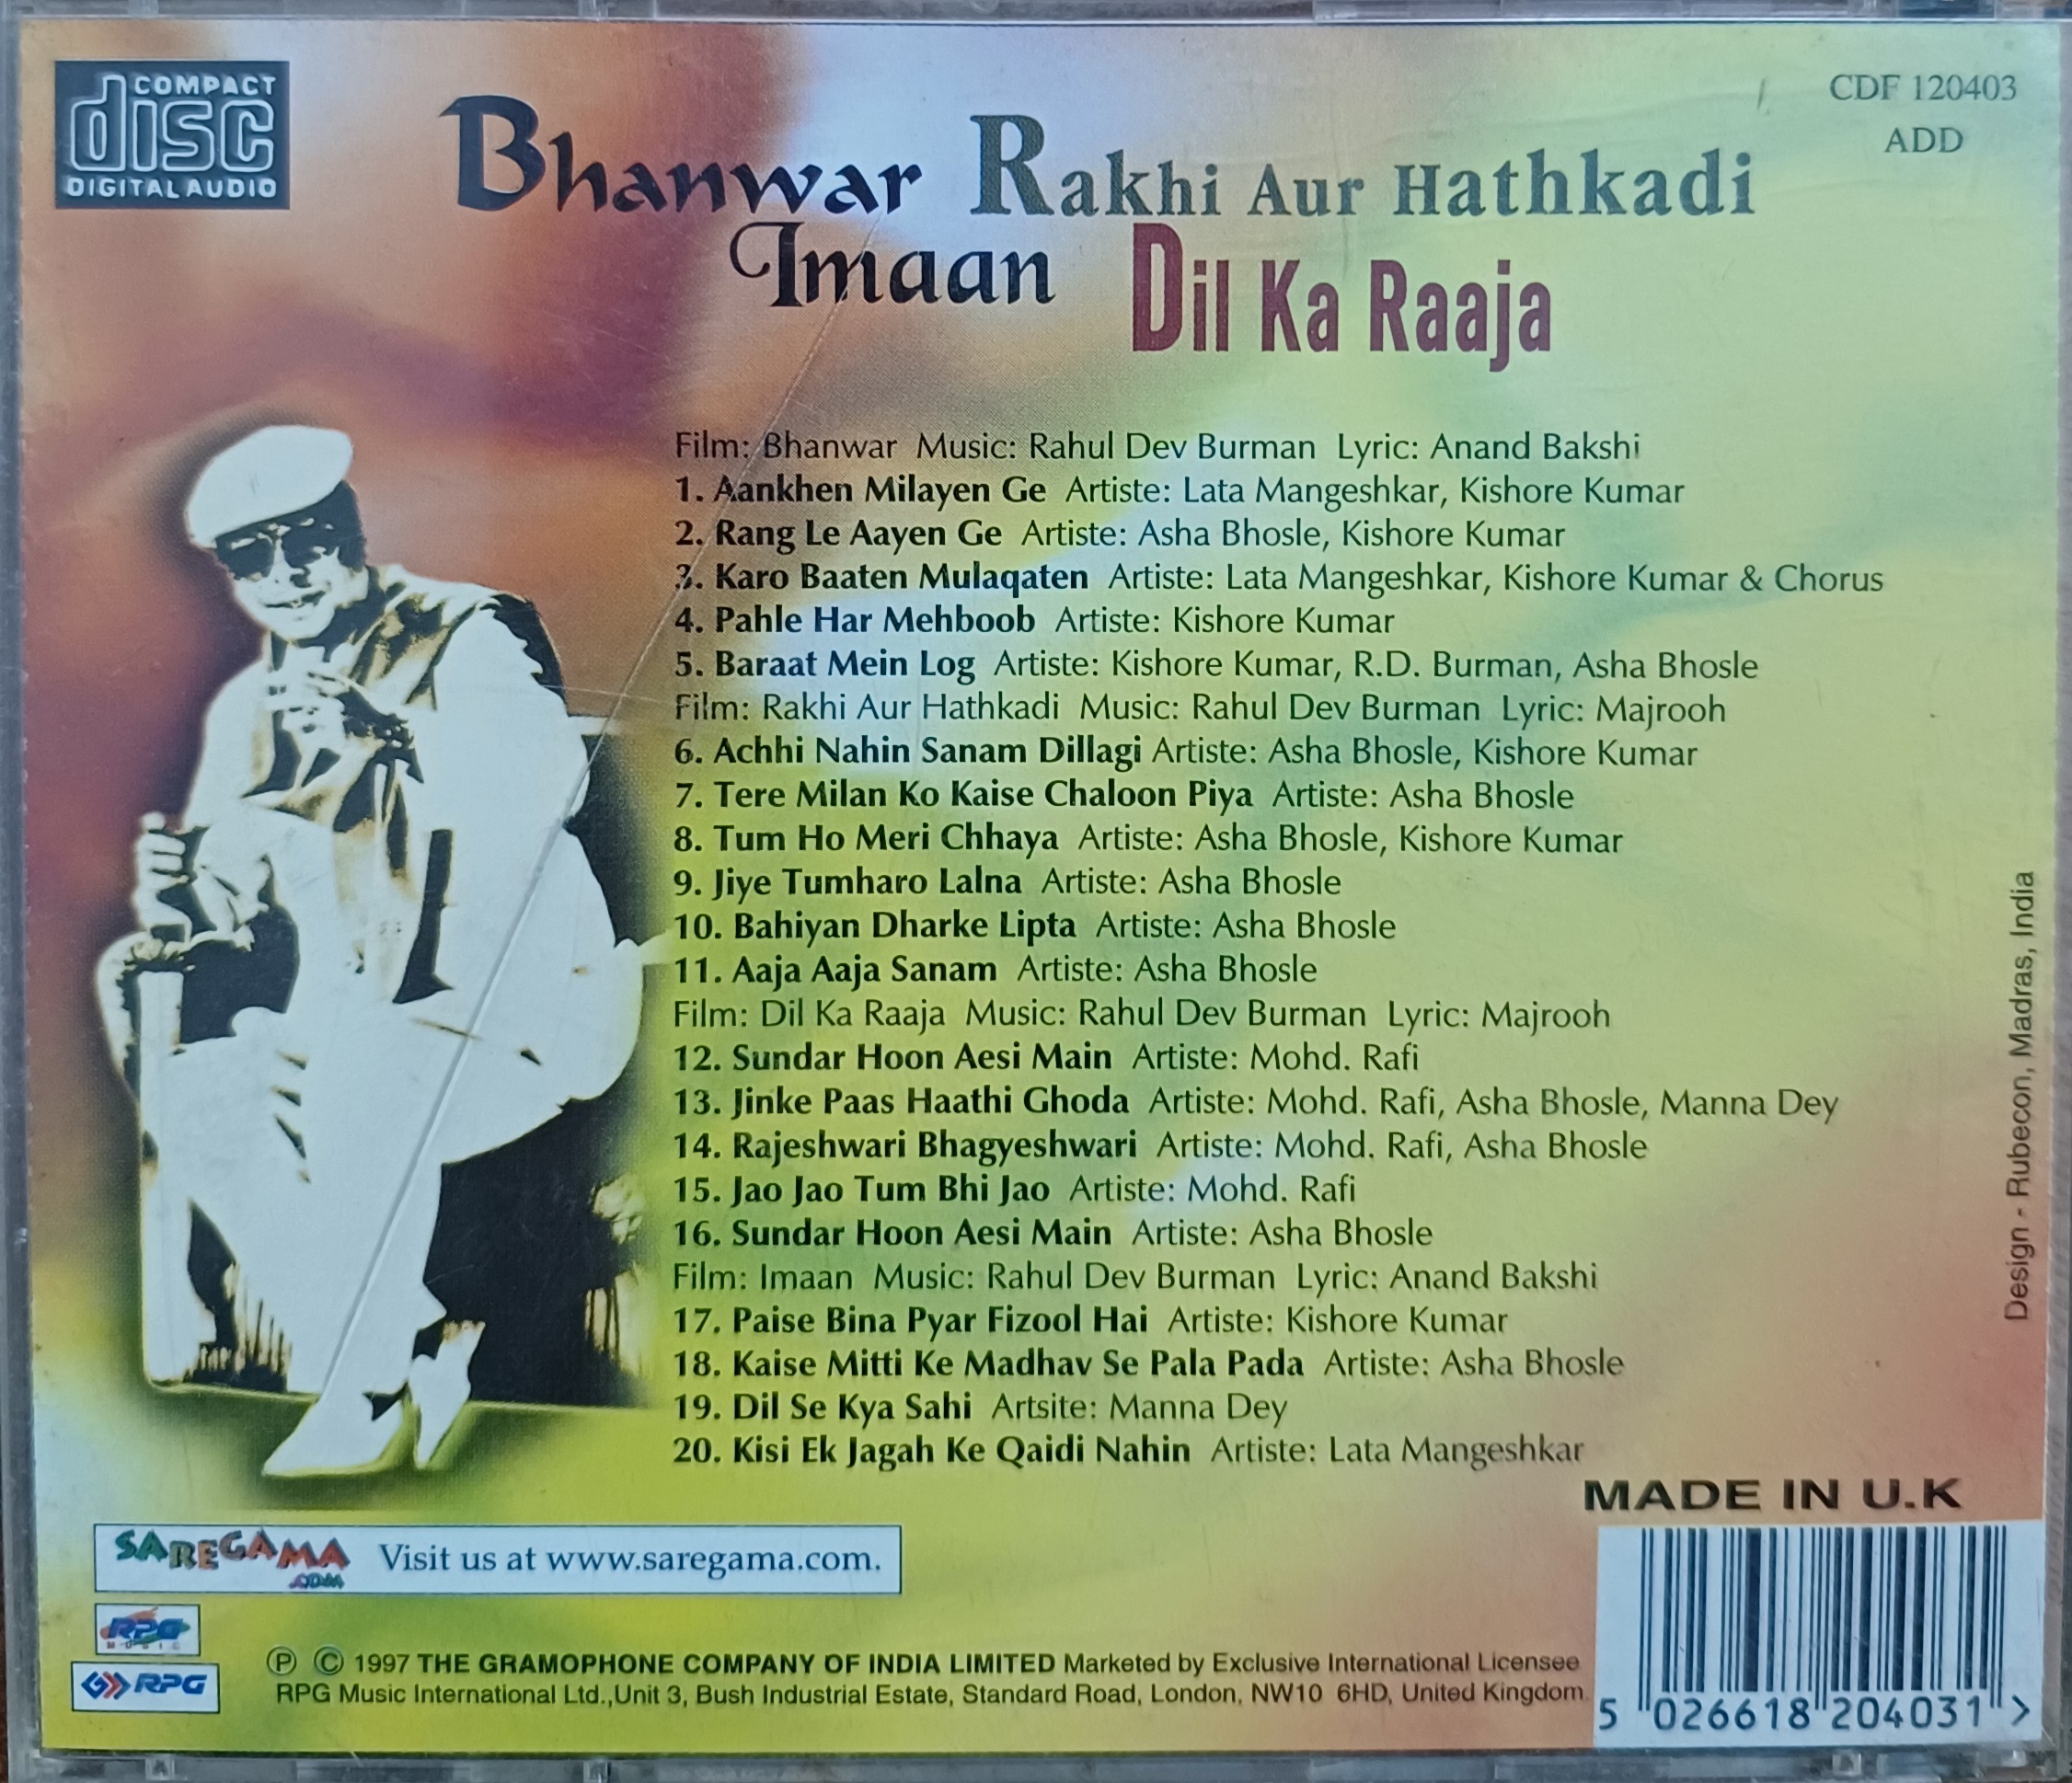 COMPACT
disc
DIGITAL AUDIO
CDF 120403
ADD
Bhanwar Rakhi Aur Hathkadi
Imaan Dil Ka Raaja
Film: Bhanwar Music: Rahul Dev Burman Lyric: Anand Bakshi
1. Aankhen Milayen Ge Artiste: Lata Mangeshkar, Kishore Kumar
2. Rang Le Aayen Ge Artiste: Asha Bhosle, Kishore Kumar
3. Karo Baaten Mulaqaten Artiste: Lata Mangeshkar, Kishore Kumar & Chorus
4. Pahle Har Mehboob Artiste: Kishore Kumar
5. Baraat Mein Log Artiste: Kishore Kumar, R.D. Burman, Asha Bhosle
Film: Rakhi Aur Hathkadi Music: Rahul Dev Burman Lyric: Majrooh
6. Achhi Nahin Sanam Dillagi Artiste: Asha Bhosle, Kishore Kumar
7. Tere Milan Ko Kaise Chaloon Piya Artiste: Asha Bhosle
8. Tum Ho Meri Chhaya Artiste: Asha Bhosle, Kishore Kumar
9. Jiye Tumharo Lalna Artiste: Asha Bhosle
10. Bahiyan Dharke Lipta Artiste: Asha Bhosle
11. Aaja Aaja Sanam Artiste: Asha Bhosle
Film: Dil Ka Raaja Music: Rahul Dev Burman Lyric: Majrooh
12. Sundar Hoon Aesi Main Artiste: Mohd. Rafi
13. Jinke Paas Haathi Ghoda Artiste: Mohd. Rafi, Asha Bhosle, Manna Dey
14. Rajeshwari Bhagyeshwari Artiste: Mohd. Rafi, Asha Bhosle
15. Jao Jao Tum Bhi Jao Artiste: Mohd. Rafi
16. Sundar Hoon Aesi Main Artiste: Asha Bhosle
Film: Imaan Music: Rahul Dev Burman Lyric: Anand Bakshi
17. Paise Bina Pyar Fizool Hai Artiste: Kishore Kumar
18. Kaise Mitti Ke Madhav Se Pala Pada Artiste: Asha Bhosle
19. Dil Se Kya Sahi Artsite: Manna Dey
20. Kisi Ek Jagah Ke Qaidi Nahin Artiste: Lata Mangeshkar
Design - Rubecon, Madras, India
MADE IN U.K
SAREGAMA
.COM
Visit us at www.saregama.com.
RPG
MUSIC
RPG
Ⓟ © 1997 THE GRAMOPHONE COMPANY OF INDIA LIMITED Marketed by Exclusive International Licensee
RPG Music International Ltd.,Unit 3, Bush Industrial Estate, Standard Road, London, NW10 6HD, United Kingdom.
5 026618 204031 >